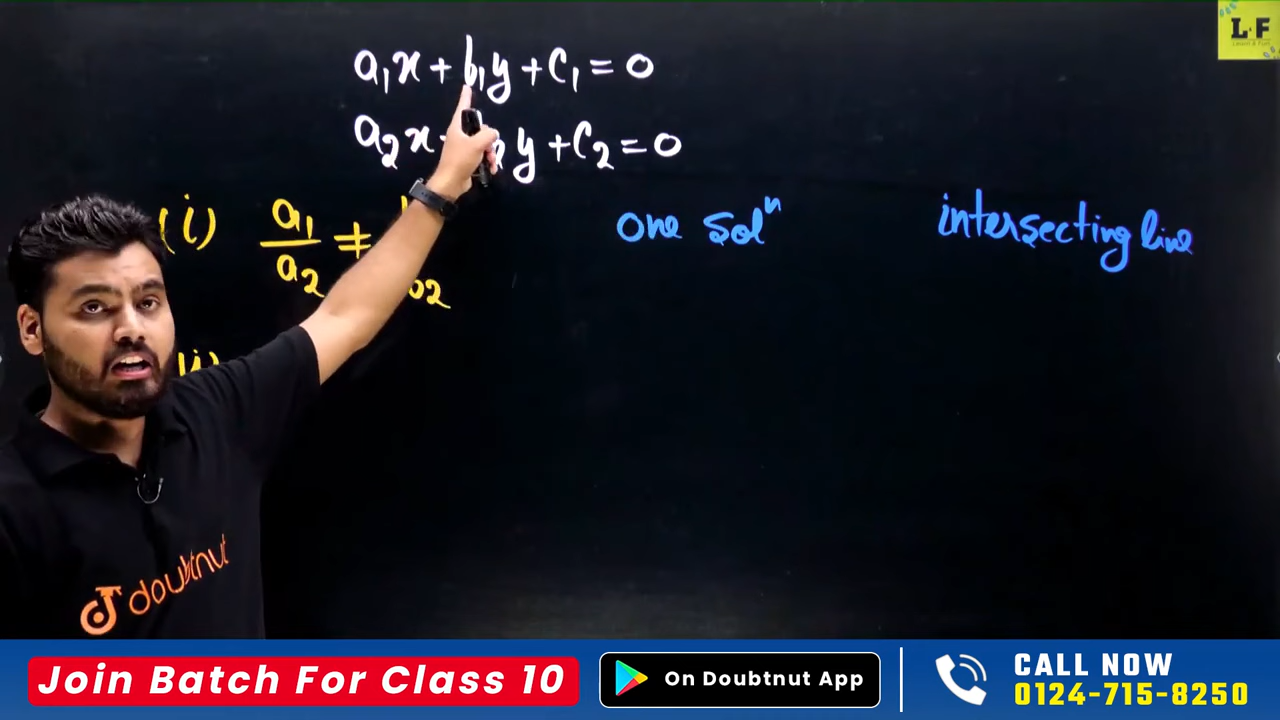 L·F
a₁x + b₁y + c₁ = 0
a₂x y + c₂ = 0
(i) a₁/a₂ ≠ b₂ one solⁿ intersecting line
doubtnut
Join Batch For Class 10
On Doubtnut App
CALL NOW
0124-715-8250